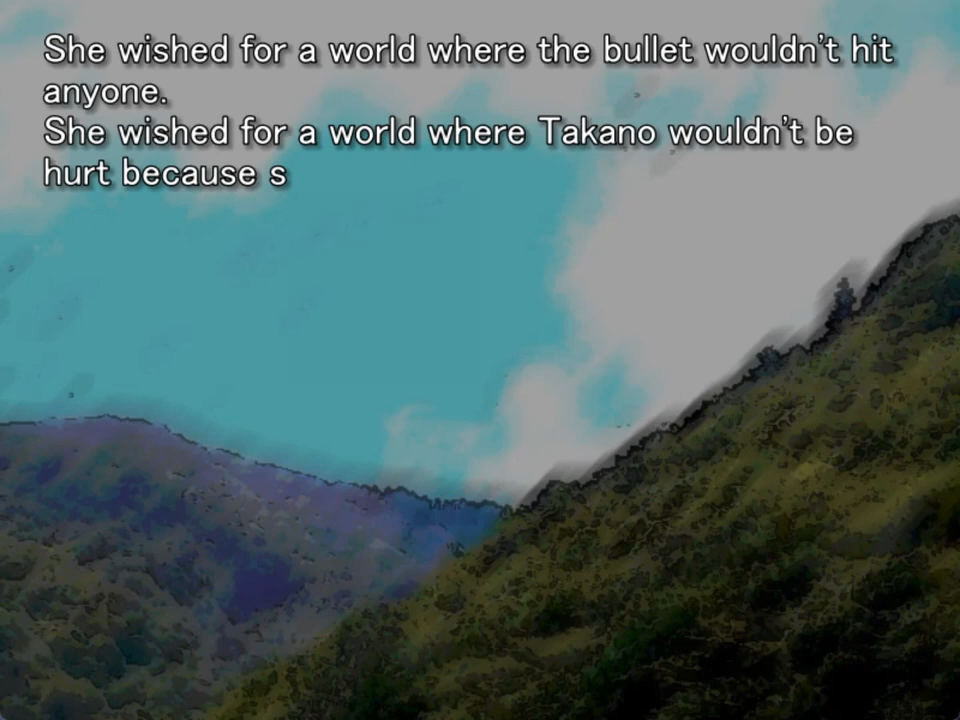 She wished for a world where the bullet wouldn't hit
anyone.
She wished for a world where Takano wouldn't be
hurt because s